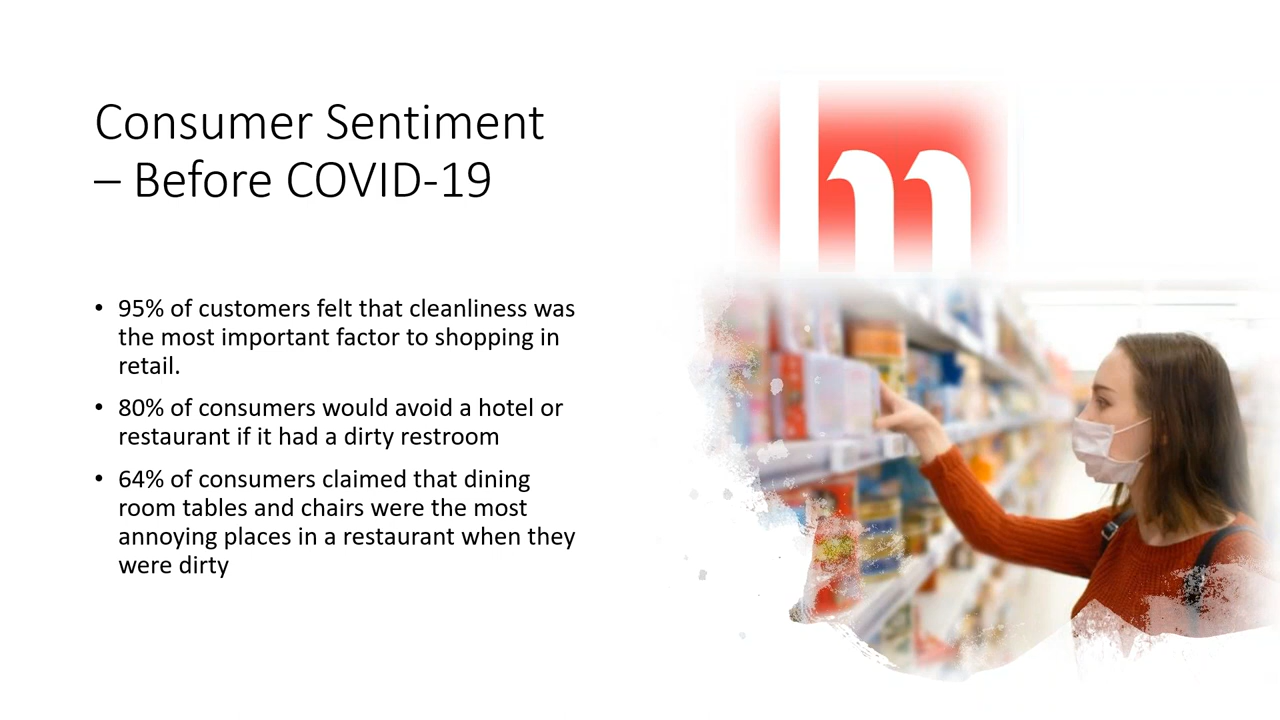 Consumer Sentiment
– Before COVID-19
• 95% of customers felt that cleanliness was
the most important factor to shopping in
retail.
• 80% of consumers would avoid a hotel or
restaurant if it had a dirty restroom
• 64% of consumers claimed that dining
room tables and chairs were the most
annoying places in a restaurant when they
were dirty